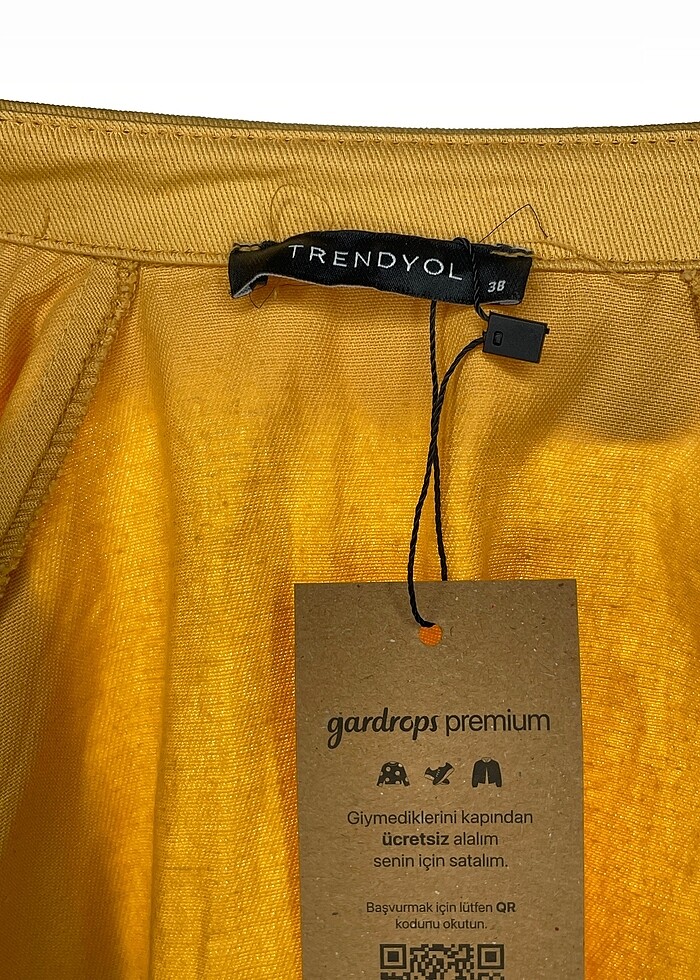 TRENDYOL
38
gardrops premium
Giymediklerini kapından
ücretsiz alalım
senin için satalım.
Başvurmak için lütfen QR
kodunu okutun.